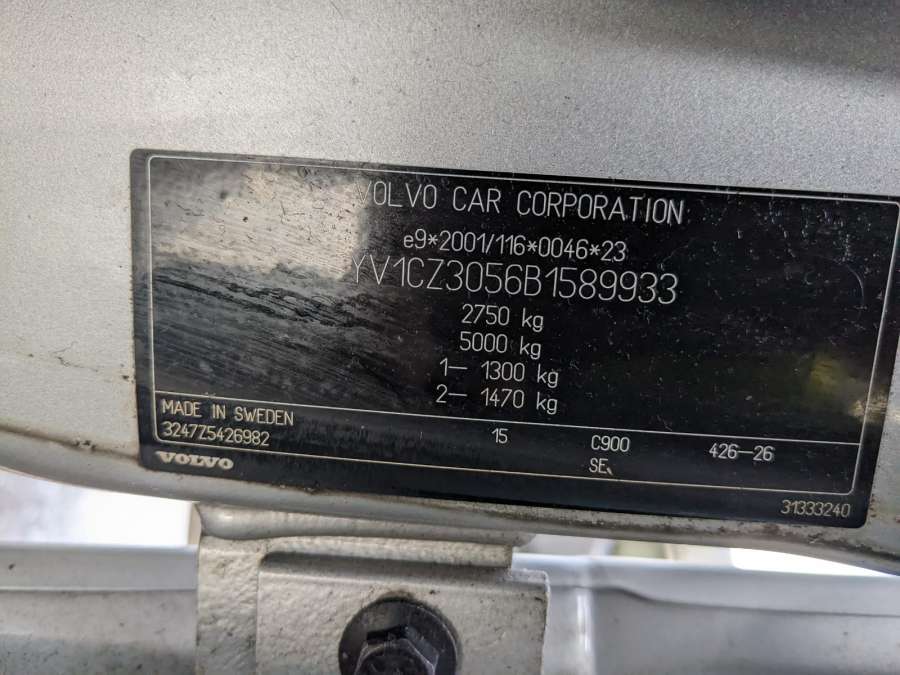 VOLVO CAR CORPORATION
e9*2001/116*0046*23
YV1CZ3056B1589933
2750 kg
5000 kg
1— 1300 kg
2— 1470 kg
MADE IN SWEDEN
32477Z5426982 15 C900 426—26
SE
VOLVO
31333240